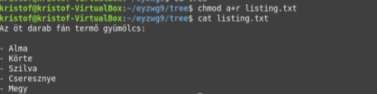 kristof@kristof-VirtualBox:~/eyzwg9/tree$ chmod a+r listing.txt
kristof@kristof-VirtualBox:~/eyzwg9/tree$ cat listing.txt
Az öt darab fán termő gyümölcs:
- Alma
- Körte
- Szilva
- Cseresznye
- Megy